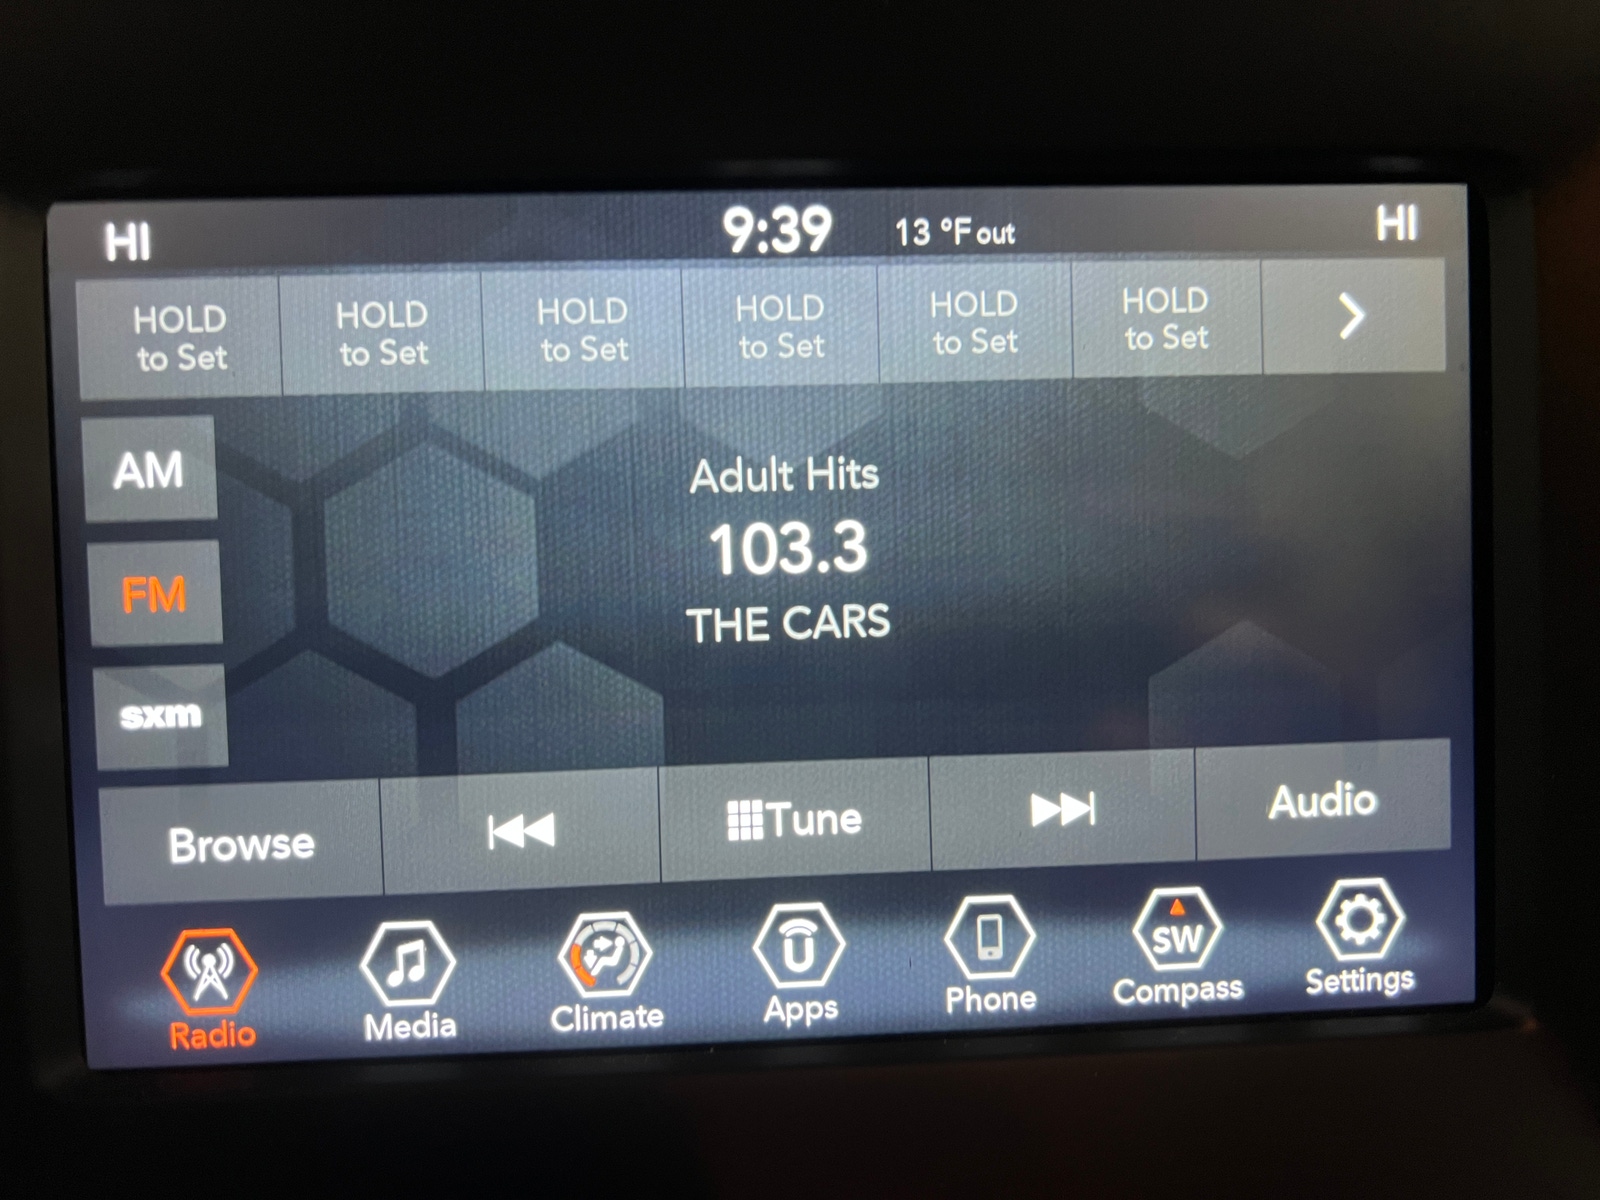 HI 9:39 13 °F out HI
HOLD to Set
HOLD to Set
HOLD to Set
HOLD to Set
HOLD to Set
HOLD to Set
AM
FM
sxm
Adult Hits
103.3
THE CARS
Browse Tune Audio
Radio
Media
Climate
U
Apps
Phone
SW
Compass
Settings